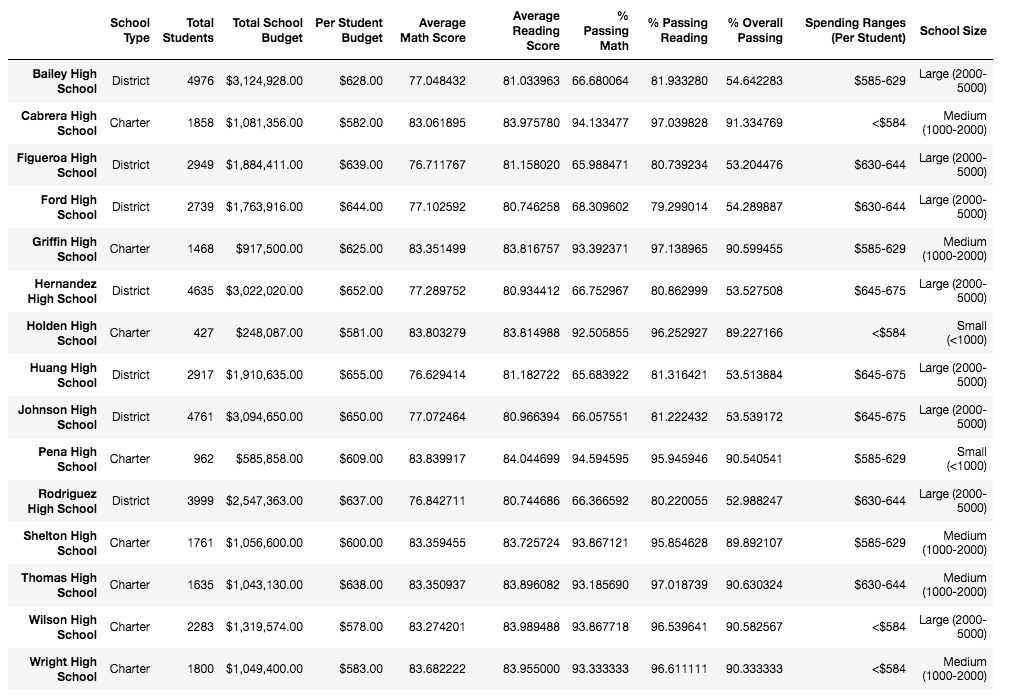 School Type Total Students Total School Budget Per Student Budget Average Math Score Average Reading Score % Passing Math % Passing Reading % Overall Passing Spending Ranges (Per Student) School Size
Bailey High School District 4976 $3,124,928.00 $628.00 77.048432 81.033963 66.680064 81.933280 54.642283 $585-629 Large (2000-5000)
Cabrera High School Charter 1858 $1,081,356.00 $582.00 83.061895 83.975780 94.133477 97.039828 91.334769 <$584 Medium (1000-2000)
Figueroa High School District 2949 $1,884,411.00 $639.00 76.711767 81.158020 65.988471 80.739234 53.204476 $630-644 Large (2000-5000)
Ford High School District 2739 $1,763,916.00 $644.00 77.102592 80.746258 68.309602 79.299014 54.289887 $630-644 Large (2000-5000)
Griffin High School Charter 1468 $917,500.00 $625.00 83.351499 83.816757 93.392371 97.138965 90.599455 $585-629 Medium (1000-2000)
Hernandez High School District 4635 $3,022,020.00 $652.00 77.289752 80.934412 66.752967 80.862999 53.527508 $645-675 Large (2000-5000)
Holden High School Charter 427 $248,087.00 $581.00 83.803279 83.814988 92.505855 96.252927 89.227166 <$584 Small (<1000)
Huang High School District 2917 $1,910,635.00 $655.00 76.629414 81.182722 65.683922 81.316421 53.513884 $645-675 Large (2000-5000)
Johnson High School District 4761 $3,094,650.00 $650.00 77.072464 80.966394 66.057551 81.222432 53.539172 $645-675 Large (2000-5000)
Pena High School Charter 962 $585,858.00 $609.00 83.839917 84.044699 94.594595 95.945946 90.540541 $585-629 Small (<1000)
Rodriguez High School District 3999 $2,547,363.00 $637.00 76.842711 80.744686 66.366592 80.220055 52.988247 $630-644 Large (2000-5000)
Shelton High School Charter 1761 $1,056,600.00 $600.00 83.359455 83.725724 93.867121 95.854628 89.892107 $585-629 Medium (1000-2000)
Thomas High School Charter 1635 $1,043,130.00 $638.00 83.350937 83.896082 93.185690 97.018739 90.630324 $630-644 Medium (1000-2000)
Wilson High School Charter 2283 $1,319,574.00 $578.00 83.274201 83.989488 93.867718 96.539641 90.582567 <$584 Large (2000-5000)
Wright High School Charter 1800 $1,049,400.00 $583.00 83.682222 83.955000 93.333333 96.611111 90.333333 <$584 Medium (1000-2000)